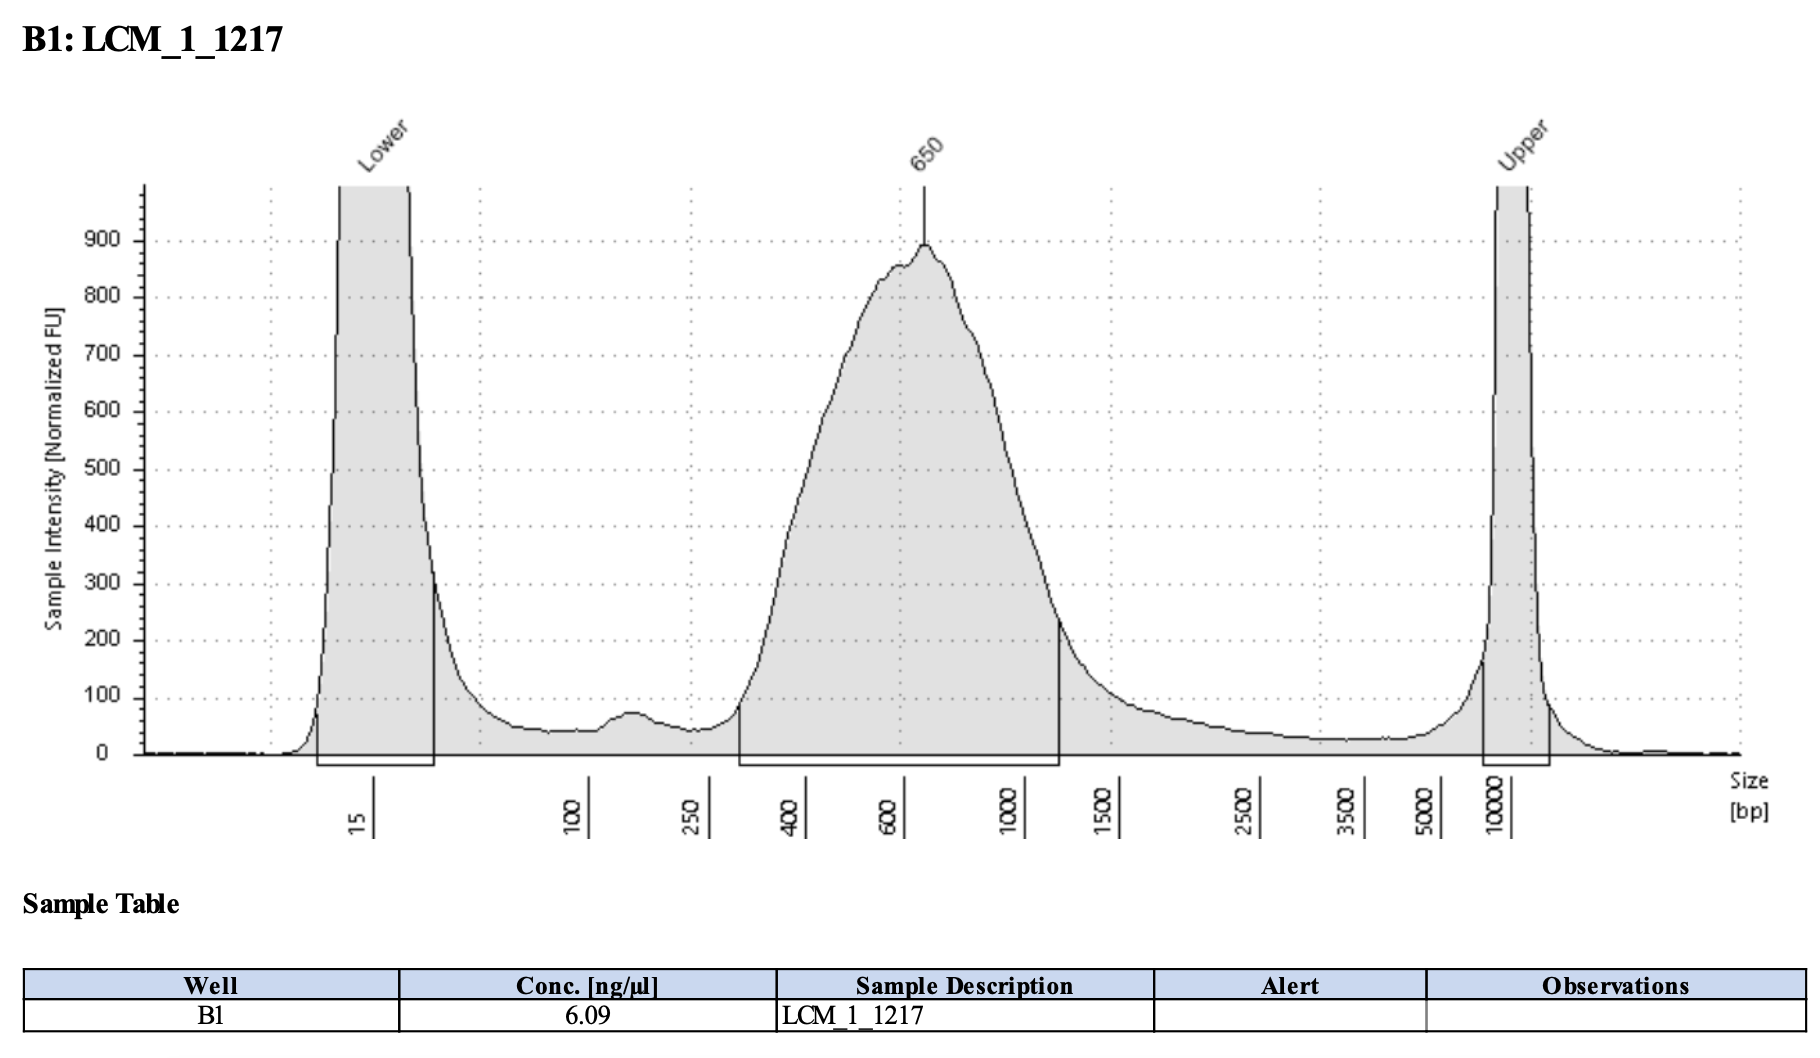 B1: LCM_1_1217
Lower
650
Upper
Sample Intensity [Normalized FU]
900
800
700
600
500
400
300
200
100
0
15
100
250
400
600
1000
1500
2500
3500
5000
10000
Size
[bp]
Sample Table
Well Conc. [ng/µl] Sample Description Alert Observations
B1 6.09 LCM_1_1217